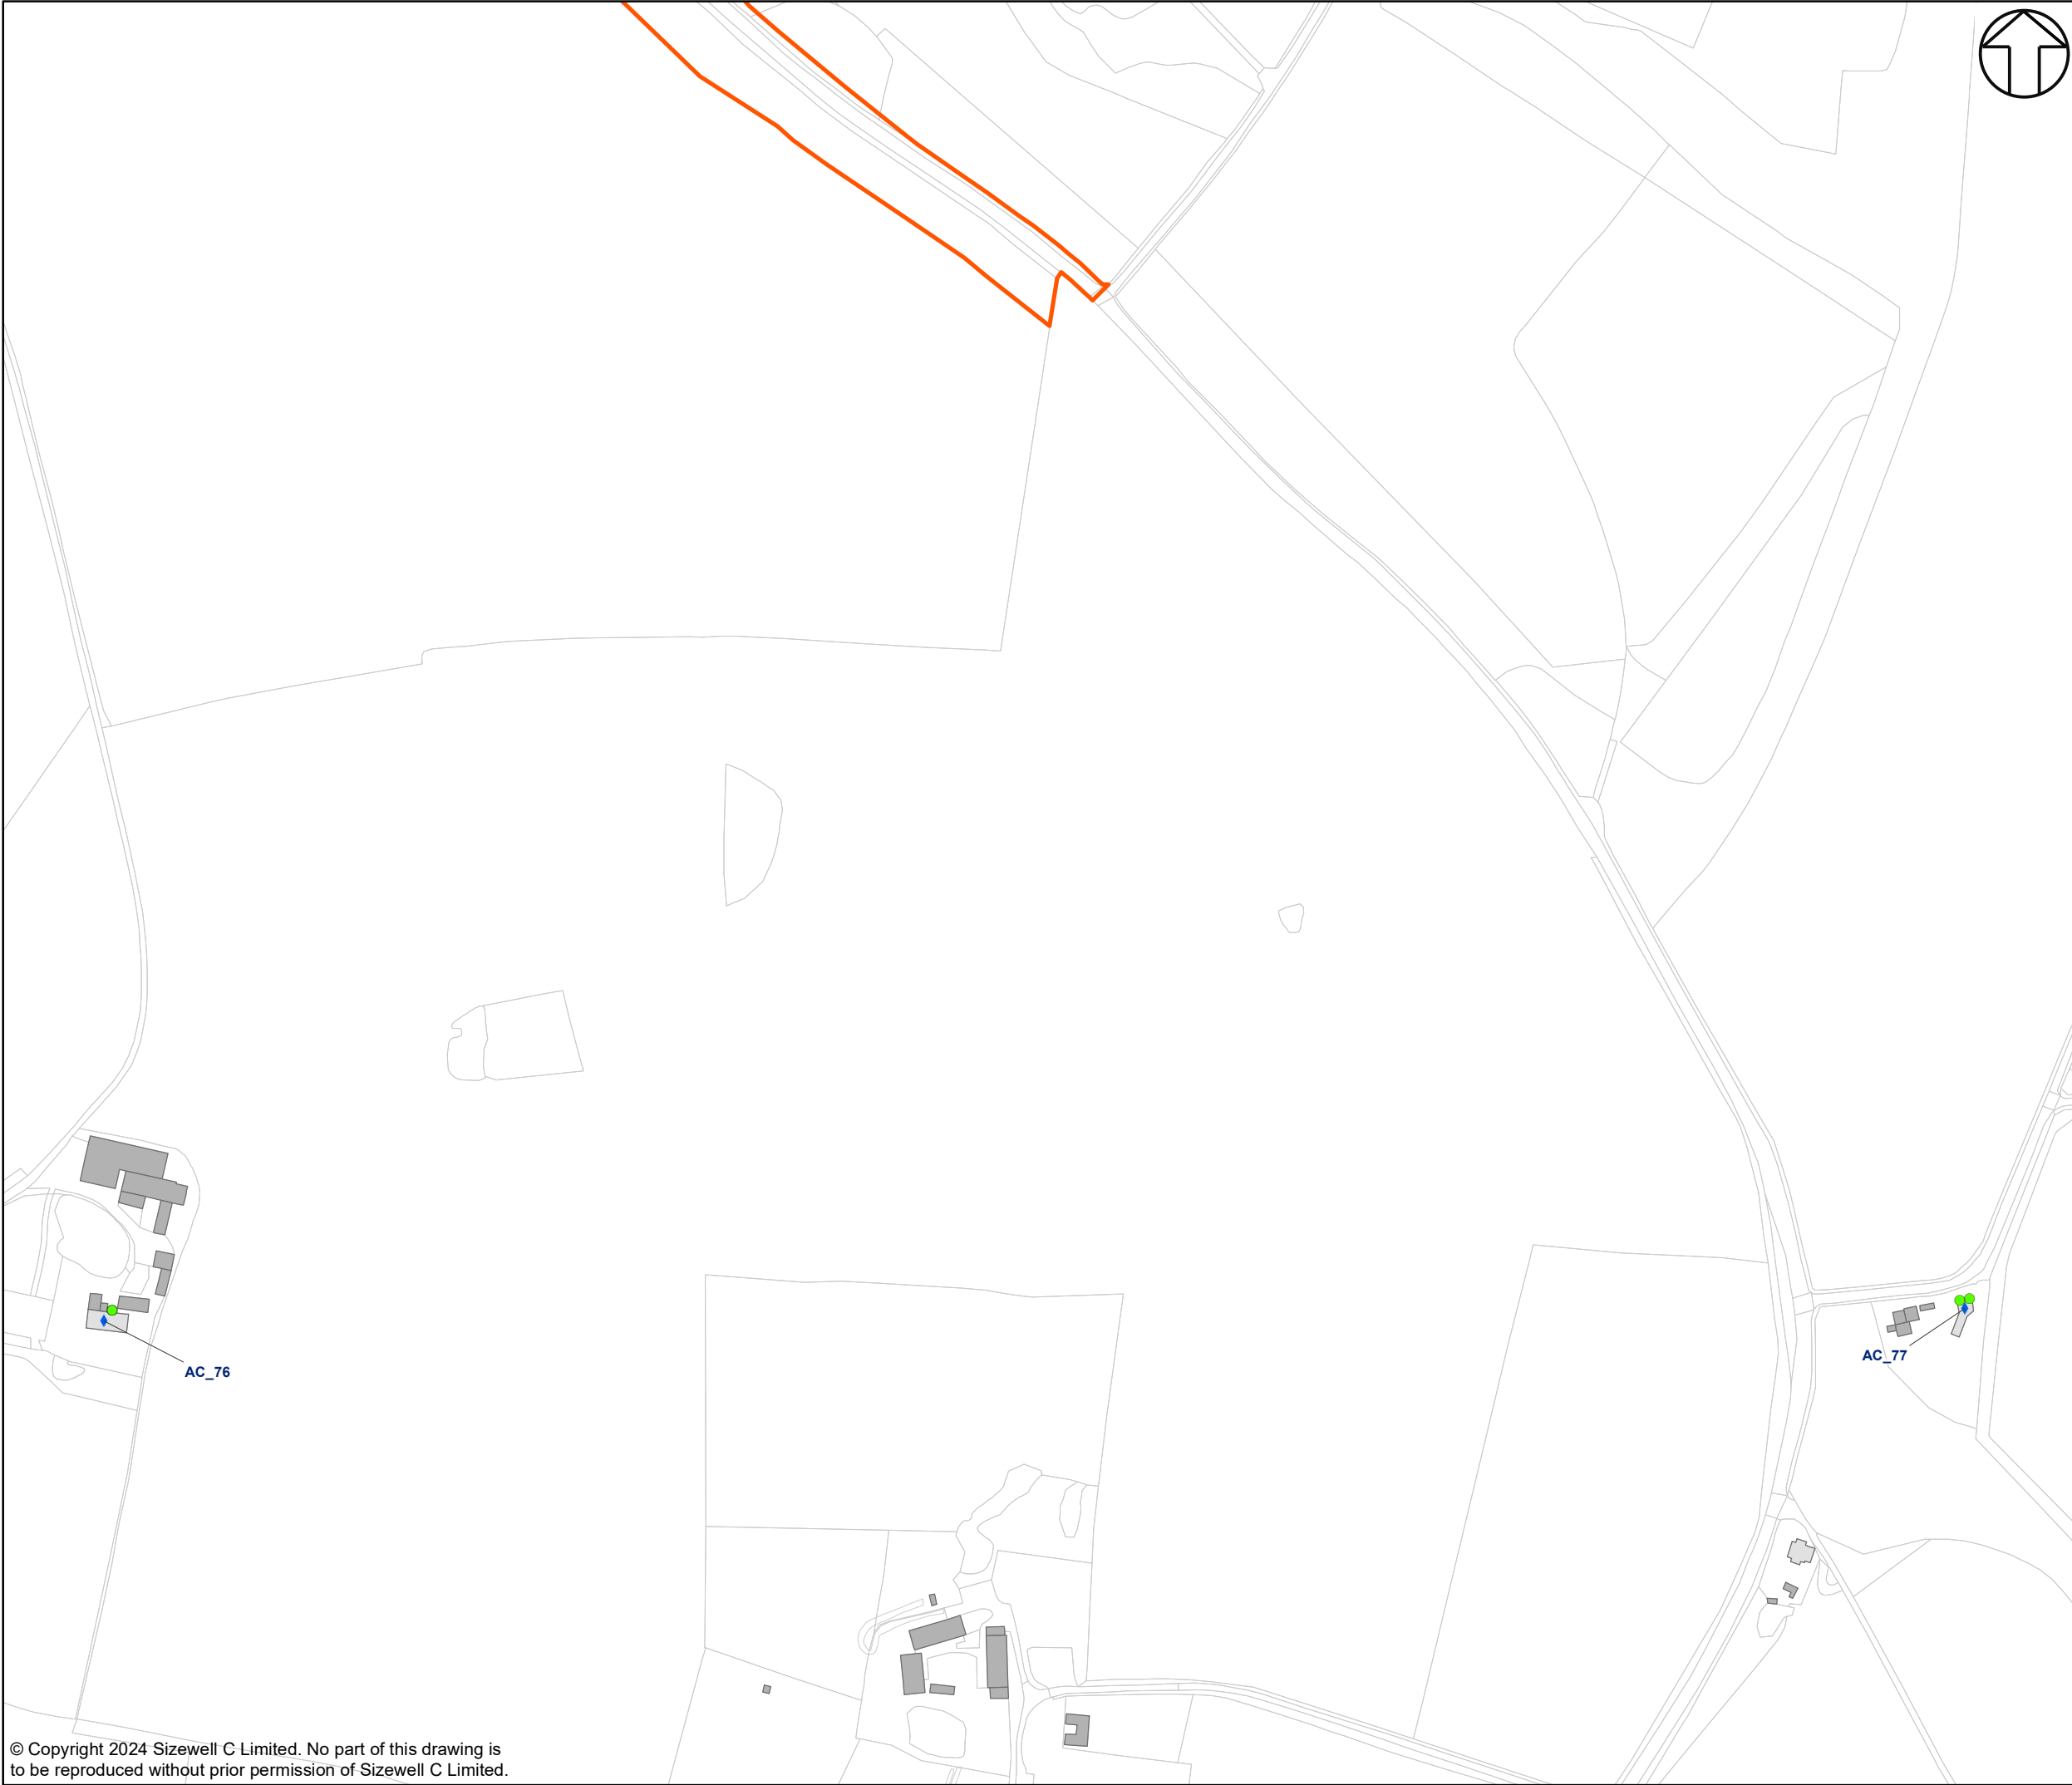 AC_77
AC_76
© Copyright 2024 Sizewell C Limited. No part of this drawing is
to be reproduced without prior permission of Sizewell C Limited.